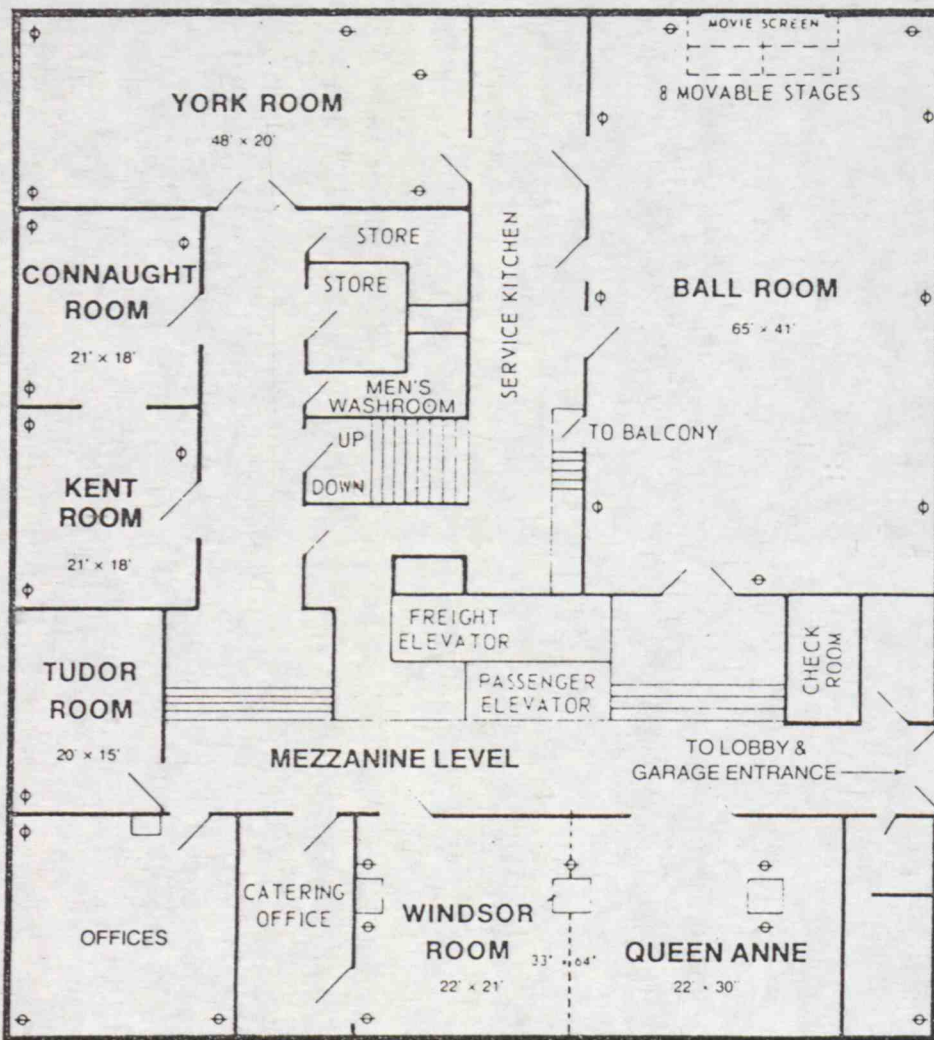 MOVIE SCREEN
8 MOVABLE STAGES
YORK ROOM
48' × 20'
STORE
STORE
CONNAUGHT
ROOM
21' × 18'
SERVICE KITCHEN
BALL ROOM
65' × 41'
MEN'S
WASHROOM
UP
DOWN
TO BALCONY
KENT
ROOM
21' × 18'
FREIGHT
ELEVATOR
PASSENGER
ELEVATOR
CHECK
ROOM
TUDOR
ROOM
20' × 15'
MEZZANINE LEVEL
TO LOBBY &
GARAGE ENTRANCE
OFFICES
CATERING
OFFICE
WINDSOR
ROOM
22' × 21'
33' × 64'
QUEEN ANNE
22' × 30'